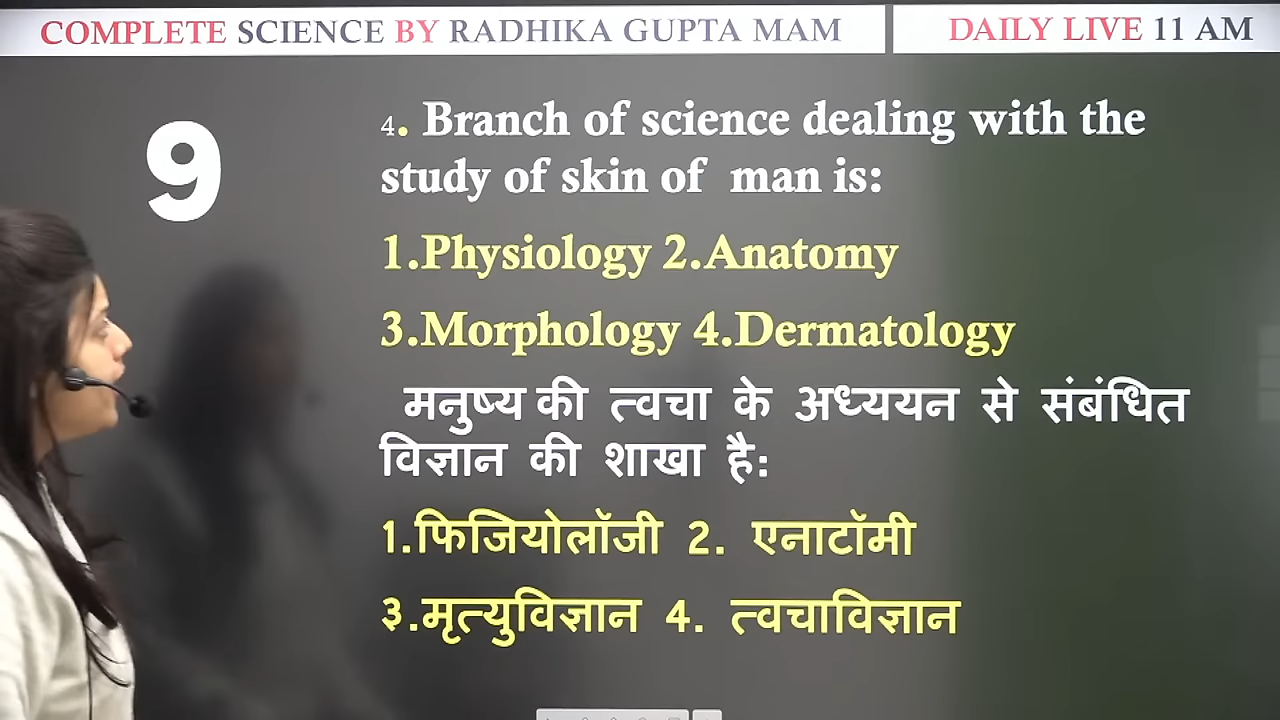 COMPLETE SCIENCE BY RADHIKA GUPTA MAM
DAILY LIVE 11 AM
9
4. Branch of science dealing with the
study of skin of man is:
1.Physiology 2.Anatomy
3.Morphology 4.Dermatology
मनुष्य की त्वचा के अध्ययन से संबंधित
विज्ञान की शाखा है:
1.फिजियोलॉजी 2. एनाटॉमी
३.मृत्युविज्ञान 4. त्वचाविज्ञान